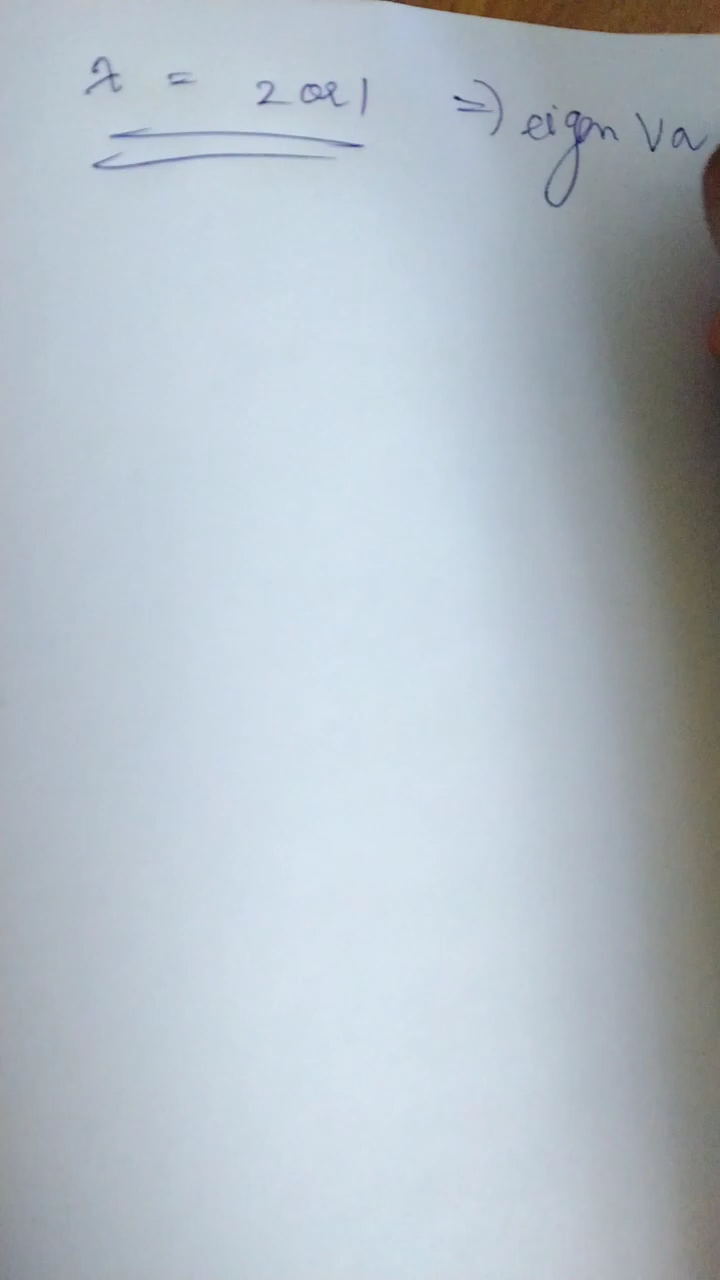 λ = 2 or 1 ⇒ eigen va